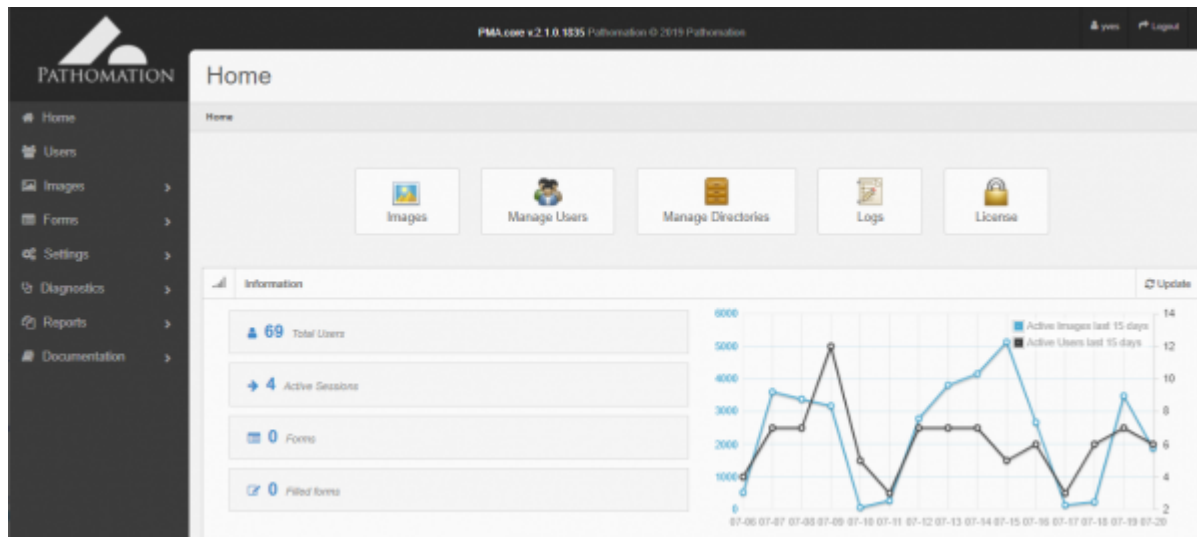 PMA.core v.2.1.0.1835 Pathomation © 2019 Pathomation
yves
Logout
PATHOMATION
Home
Home
Home
Users
Images
Forms
Settings
Diagnostics
Reports
Documentation
Images
Manage Users
Manage Directories
Logs
License
Information
Update
69 Total Users
4 Active Sessions
0 Forms
0 Filled forms
Active Images last 15 days
Active Users last 15 days
6000
5000
4000
3000
2000
1000
0
14
12
10
8
6
4
2
07-06 07-07 07-08 07-09 07-10 07-11 07-12 07-13 07-14 07-15 07-16 07-17 07-18 07-19 07-20